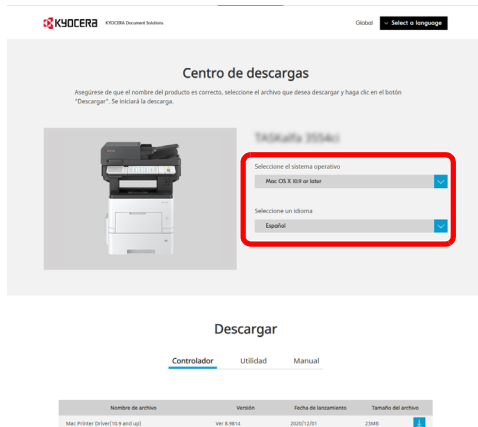 KYOCERA KYOCERA Document Solutions
Global Select a language
Centro de descargas
Asegúrese de que el nombre del producto es correcto, seleccione el archivo que desea descargar y haga clic en el botón
"Descargar". Se iniciará la descarga.
TASKalfa 3554ci
Seleccione el sistema operativo
Mac OS X 10.9 or later
Seleccione un idioma
Español
Descargar
Controlador Utilidad Manual
Nombre de archivo Versión Fecha de lanzamiento Tamaño del archivo
Mac Printer Driver(10.9 and up) Ver 8.9814 2020/12/01 23MB